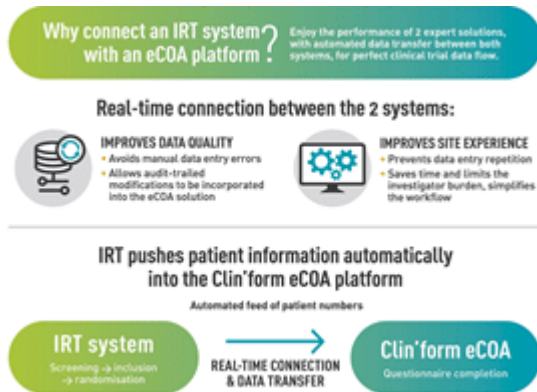 Why connect an IRT system
with an eCOA platform?
Enjoy the performance of 2 expert solutions,
with automated data transfer between both
systems, for perfect clinical trial data flow.
Real-time connection between the 2 systems:
IMPROVES DATA QUALITY
• Avoids manual data entry errors
• Allows audit-trailed
modifications to be incorporated
into the eCOA solution
IMPROVES SITE EXPERIENCE
• Prevents data entry repetition
• Saves time and limits the
investigator burden, simplifies
the workflow
IRT pushes patient information automatically
into the Clin'form eCOA platform
Automated feed of patient numbers
IRT system
Screening → inclusion
→ randomisation
REAL-TIME CONNECTION
& DATA TRANSFER
Clin'form eCOA
Questionnaire completion